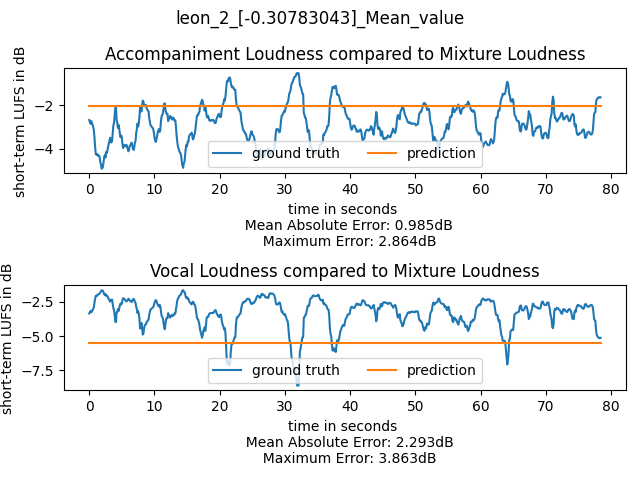 leon_2_[-0.30783043]_Mean_value
Accompaniment Loudness compared to Mixture Loudness
short-term LUFS in dB
−2
−4
ground truth
prediction
0 10 20 30 40 50 60 70 80
time in seconds
Mean Absolute Error: 0.985dB
Maximum Error: 2.864dB
Vocal Loudness compared to Mixture Loudness
short-term LUFS in dB
−2.5
−5.0
−7.5
ground truth
prediction
0 10 20 30 40 50 60 70 80
time in seconds
Mean Absolute Error: 2.293dB
Maximum Error: 3.863dB